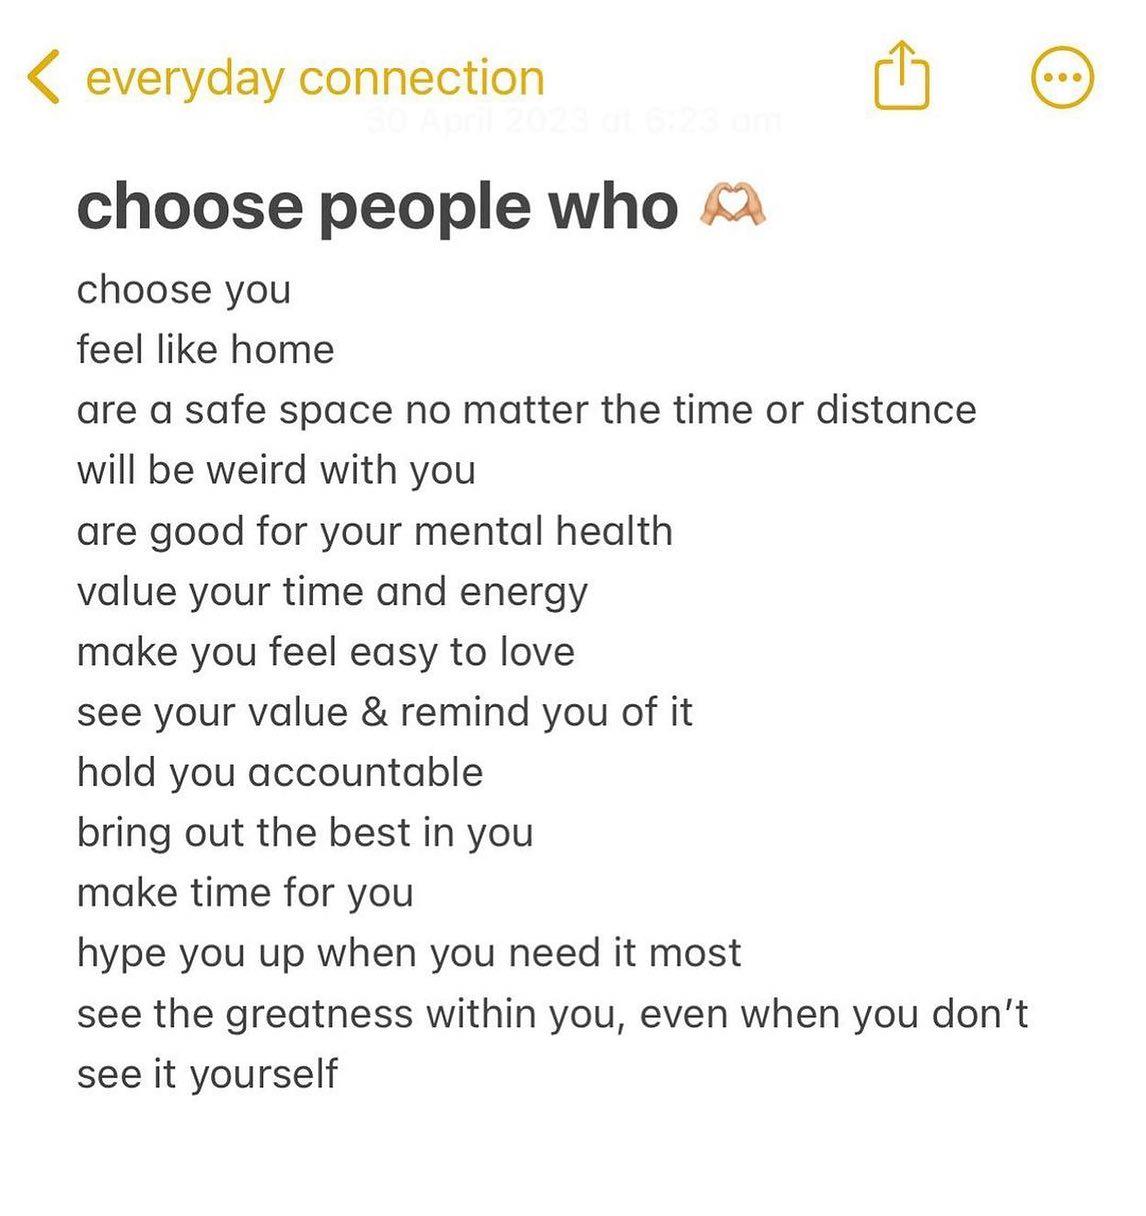 everyday connection
30 April 2023 at 6:23 am
choose people who 🫶🏼
choose you
feel like home
are a safe space no matter the time or distance
will be weird with you
are good for your mental health
value your time and energy
make you feel easy to love
see your value & remind you of it
hold you accountable
bring out the best in you
make time for you
hype you up when you need it most
see the greatness within you, even when you don’t
see it yourself